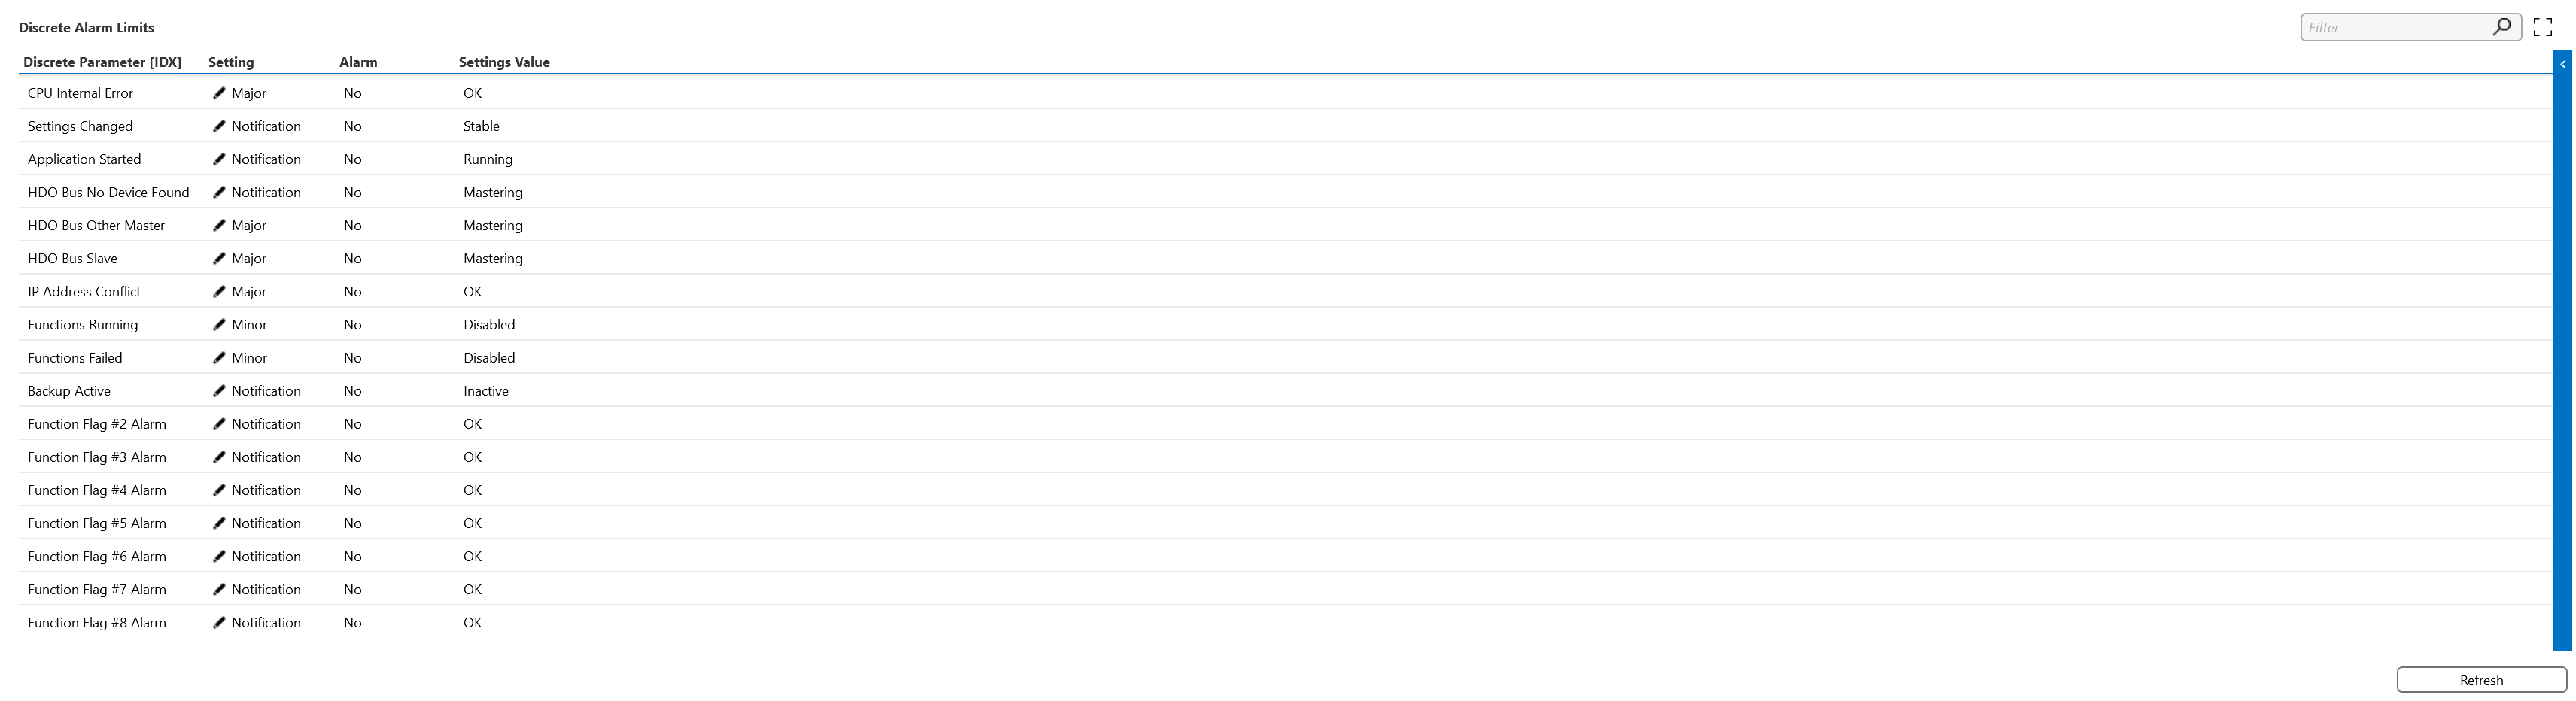 Discrete Alarm Limits
Filter
Discrete Parameter [IDX] Setting Alarm Settings Value
CPU Internal Error Major No OK
Settings Changed Notification No Stable
Application Started Notification No Running
HDO Bus No Device Found Notification No Mastering
HDO Bus Other Master Major No Mastering
HDO Bus Slave Major No Mastering
IP Address Conflict Major No OK
Functions Running Minor No Disabled
Functions Failed Minor No Disabled
Backup Active Notification No Inactive
Function Flag #2 Alarm Notification No OK
Function Flag #3 Alarm Notification No OK
Function Flag #4 Alarm Notification No OK
Function Flag #5 Alarm Notification No OK
Function Flag #6 Alarm Notification No OK
Function Flag #7 Alarm Notification No OK
Function Flag #8 Alarm Notification No OK
Refresh